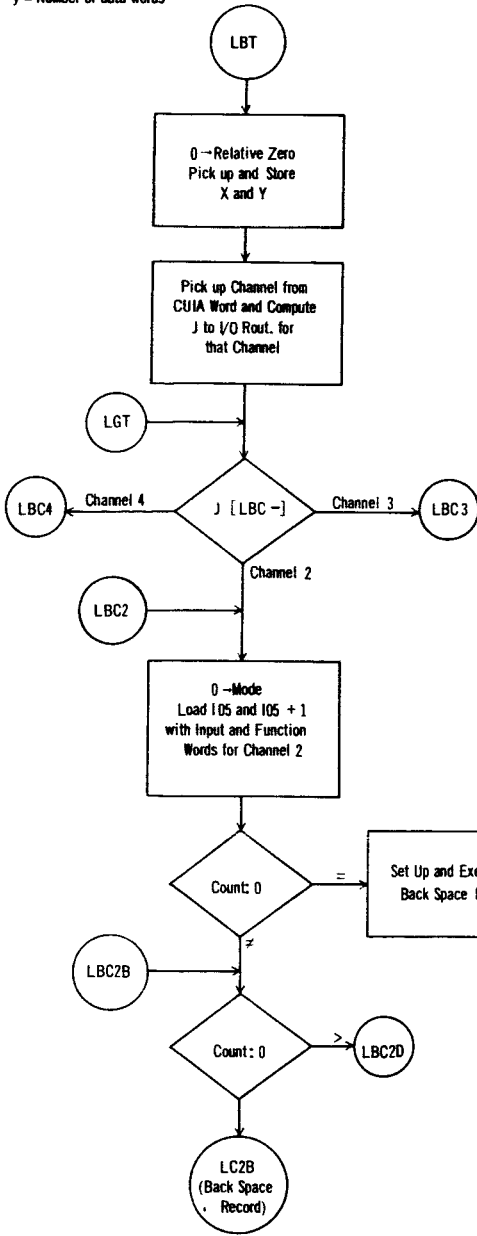 y = Number of data words
LBT
0 → Relative Zero
Pick up and Store
X and Y
Pick up Channel from
CUIA Word and Compute
J to I/O Rout. for
that Channel
LGT
LBC4
Channel 4
J [LBC -]
Channel 3
LBC3
Channel 2
LBC2
0 → Mode
Load I05 and I05 + 1
with Input and Function
Words for Channel 2
Count: 0
=
Set Up and Exe
Back Space
≠
LBC2B
Count: 0
>
LBC2D
LC2B
(Back Space
Record)